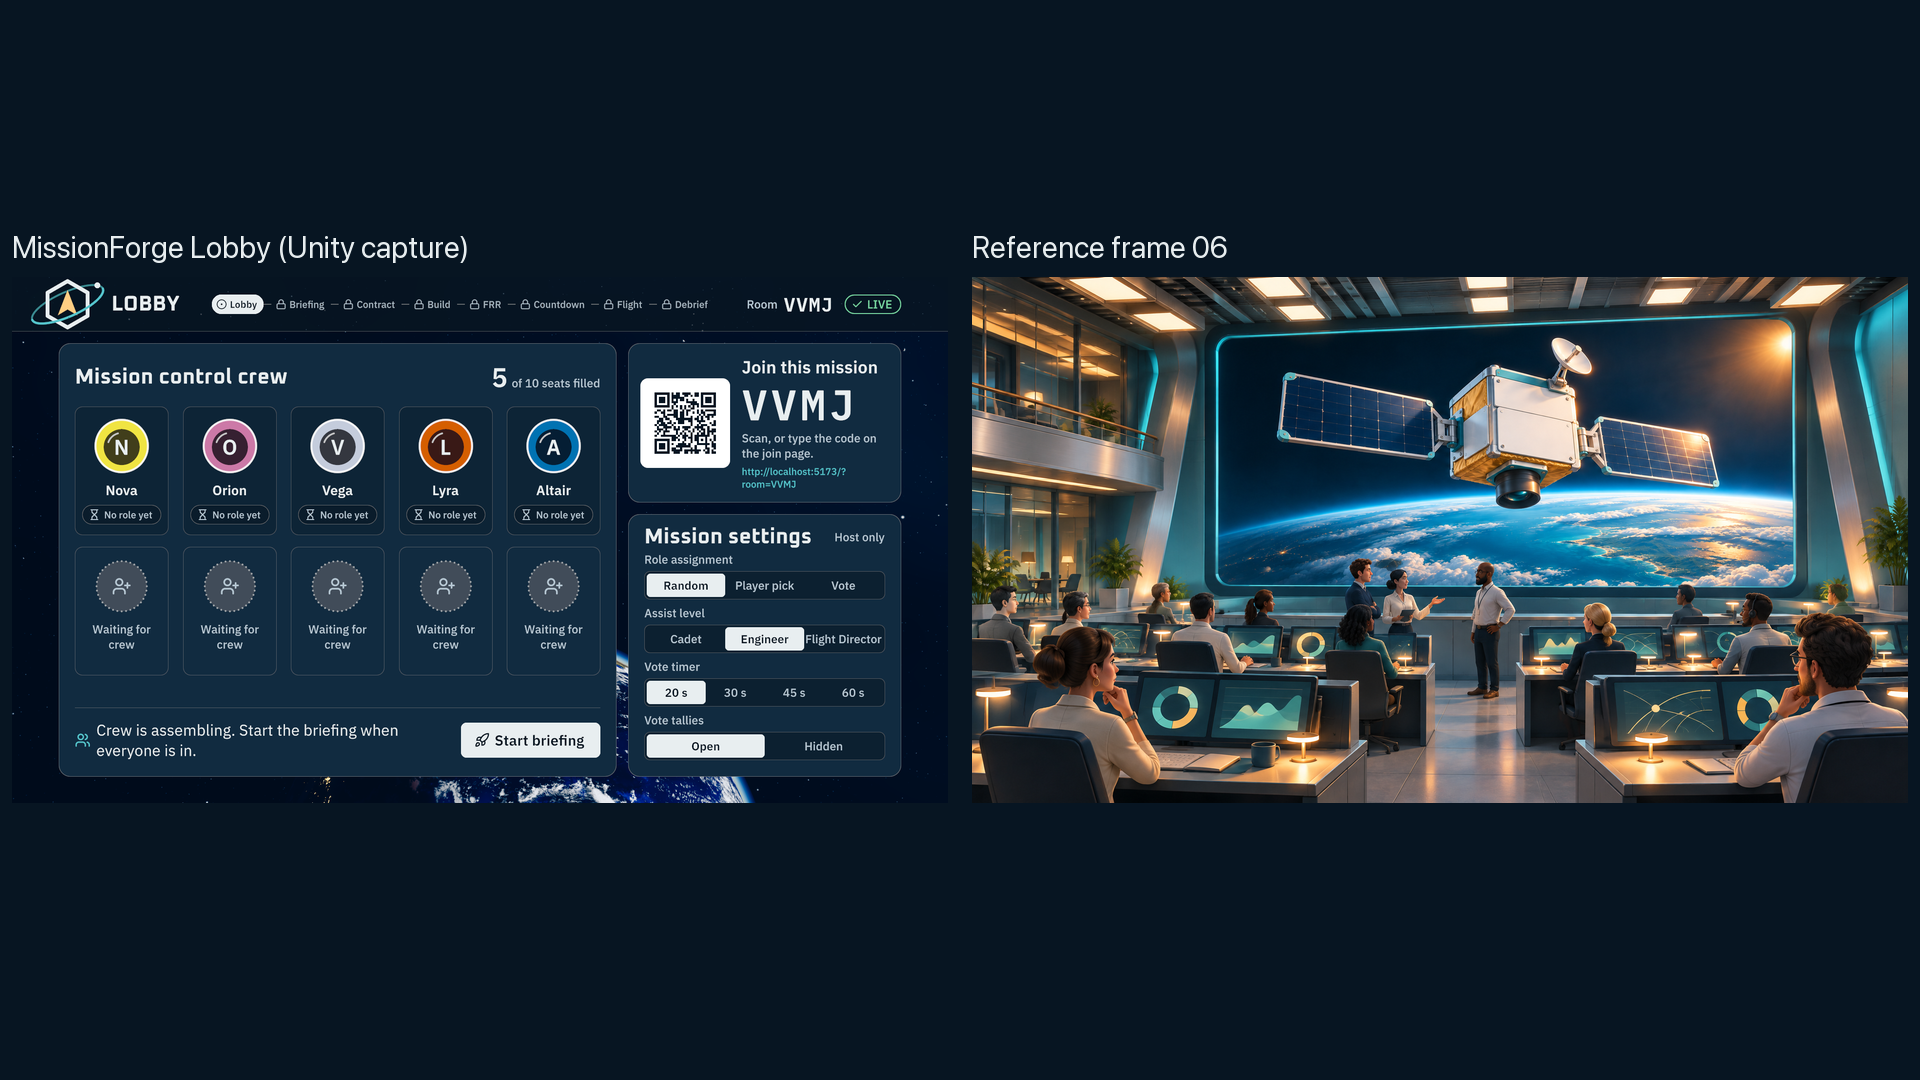 MissionForge Lobby (Unity capture)
Reference frame 06
LOBBY
Lobby
Briefing
Contract
Build
FRR
Countdown
Flight
Debrief
Room VVMJ
LIVE
Mission control crew
5 of 10 seats filled
N
O
V
L
A
Nova
Orion
Vega
Lyra
Altair
No role yet
No role yet
No role yet
No role yet
No role yet
Waiting for
crew
Waiting for
crew
Waiting for
crew
Waiting for
crew
Waiting for
crew
Crew is assembling. Start the briefing when
everyone is in.
Start briefing
Join this mission
VVMJ
Scan, or type the code on
the join page.
http://localhost:5173/?
room=VVMJ
Mission settings
Host only
Role assignment
Random
Player pick
Vote
Assist level
Cadet
Engineer
Flight Director
Vote timer
20 s
30 s
45 s
60 s
Vote tallies
Open
Hidden